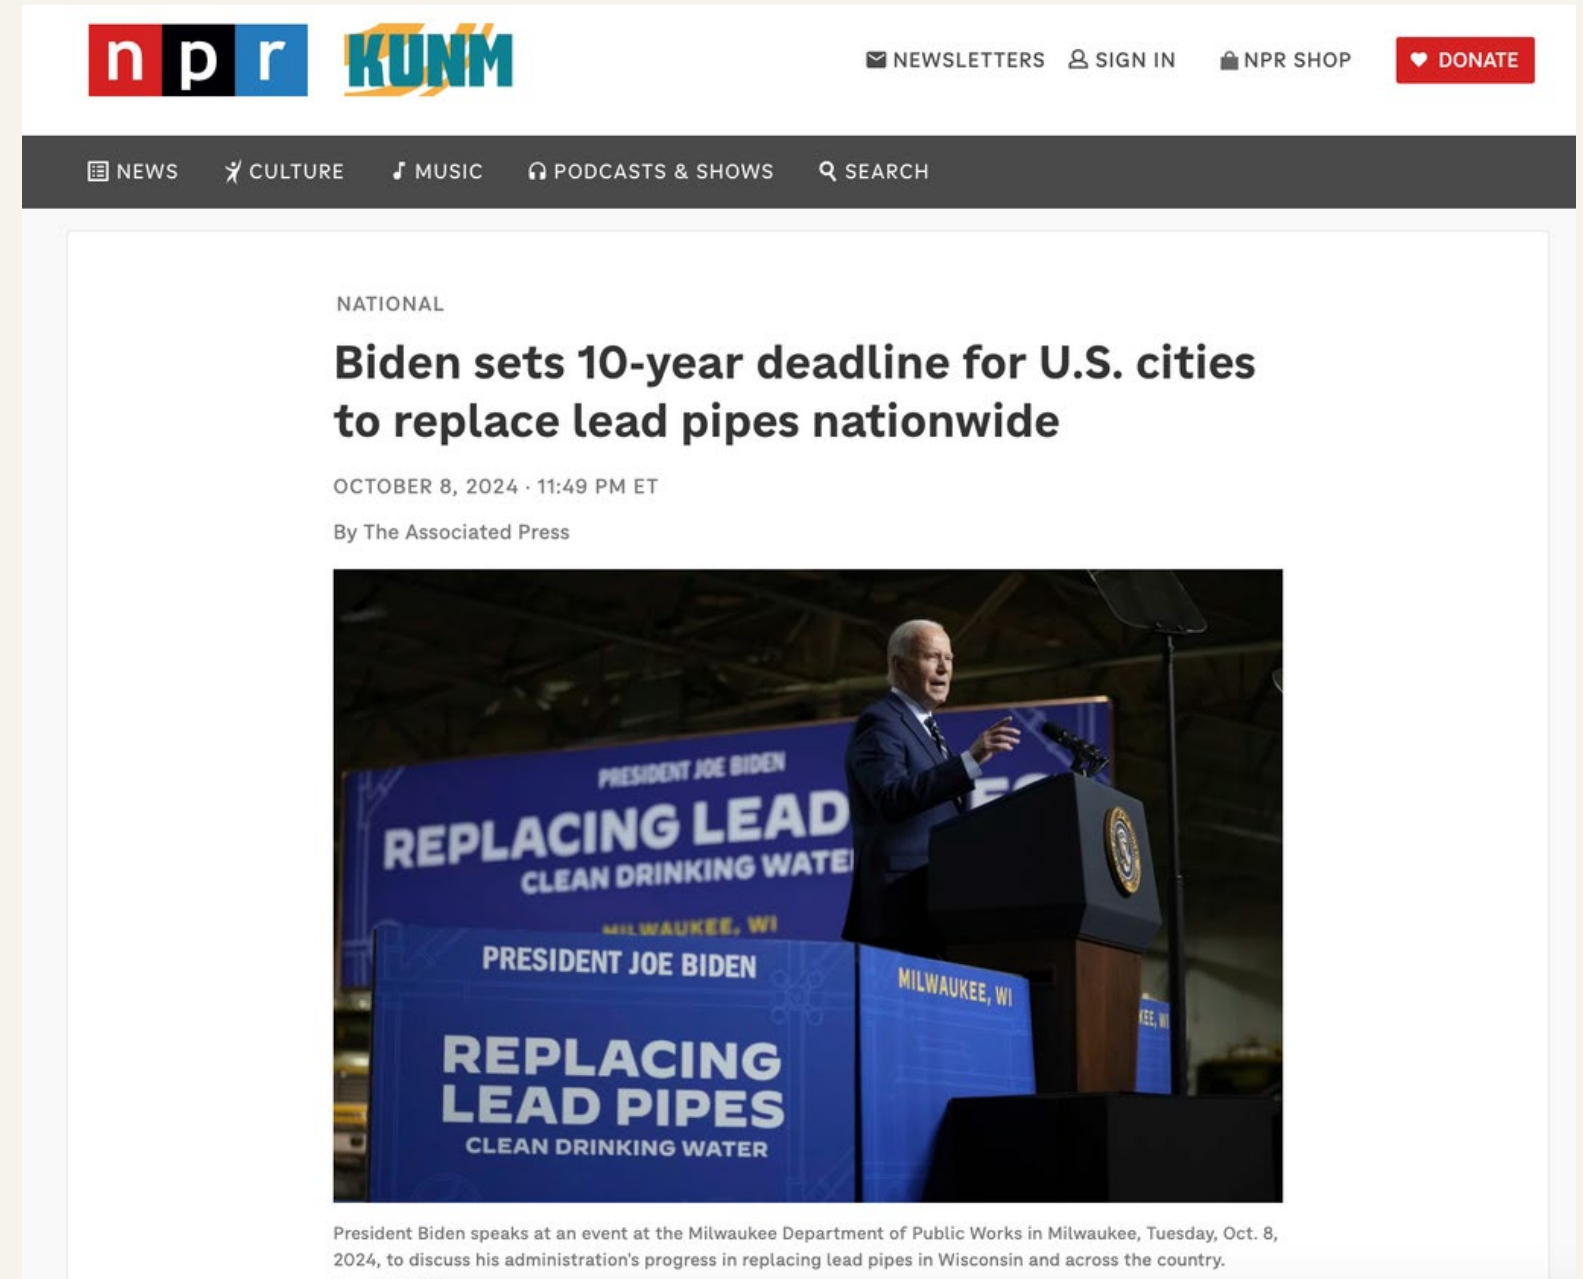 npr KUNM
NEWSLETTERS SIGN IN NPR SHOP DONATE
NEWS CULTURE MUSIC PODCASTS & SHOWS SEARCH
NATIONAL
Biden sets 10-year deadline for U.S. cities
to replace lead pipes nationwide
OCTOBER 8, 2024 · 11:49 PM ET
By The Associated Press
PRESIDENT JOE BIDEN
REPLACING LEAD
CLEAN DRINKING WATE
MILWAUKEE, WI
PRESIDENT JOE BIDEN
MILWAUKEE, WI
KEE, WI
REPLACING
LEAD PIPES
CLEAN DRINKING WATER
President Biden speaks at an event at the Milwaukee Department of Public Works in Milwaukee, Tuesday, Oct. 8,
2024, to discuss his administration's progress in replacing lead pipes in Wisconsin and across the country.